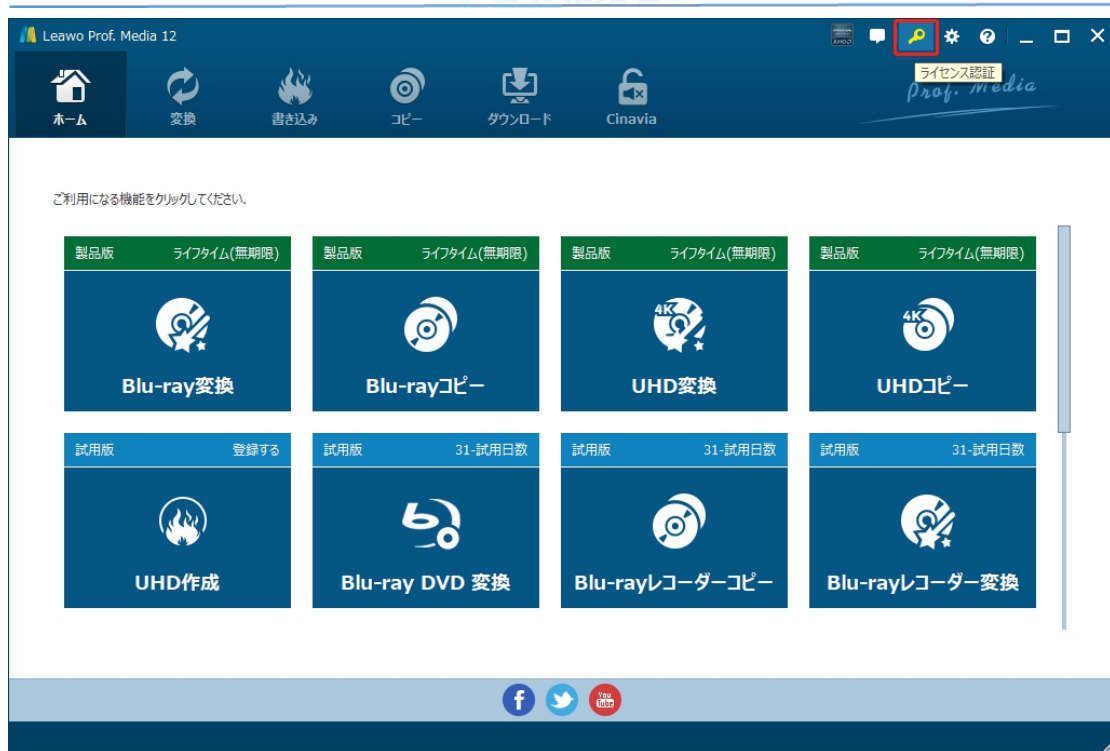 Leawo Prof. Media 12
ライセンス認証
Prof. Media
ホーム
変換
書き込み
コピー
ダウンロード
Cinavia
ご利用になる機能をクリックしてください.
製品版 ライフタイム(無期限)
Blu-ray変換
製品版 ライフタイム(無期限)
Blu-rayコピー
製品版 ライフタイム(無期限)
4K
UHD変換
製品版 ライフタイム(無期限)
4K
UHDコピー
試用版 登録する
UHD作成
試用版 31-試用日数
Blu-ray DVD 変換
試用版 31-試用日数
Blu-rayレコーダーコピー
試用版 31-試用日数
Blu-rayレコーダー変換
You
Tube